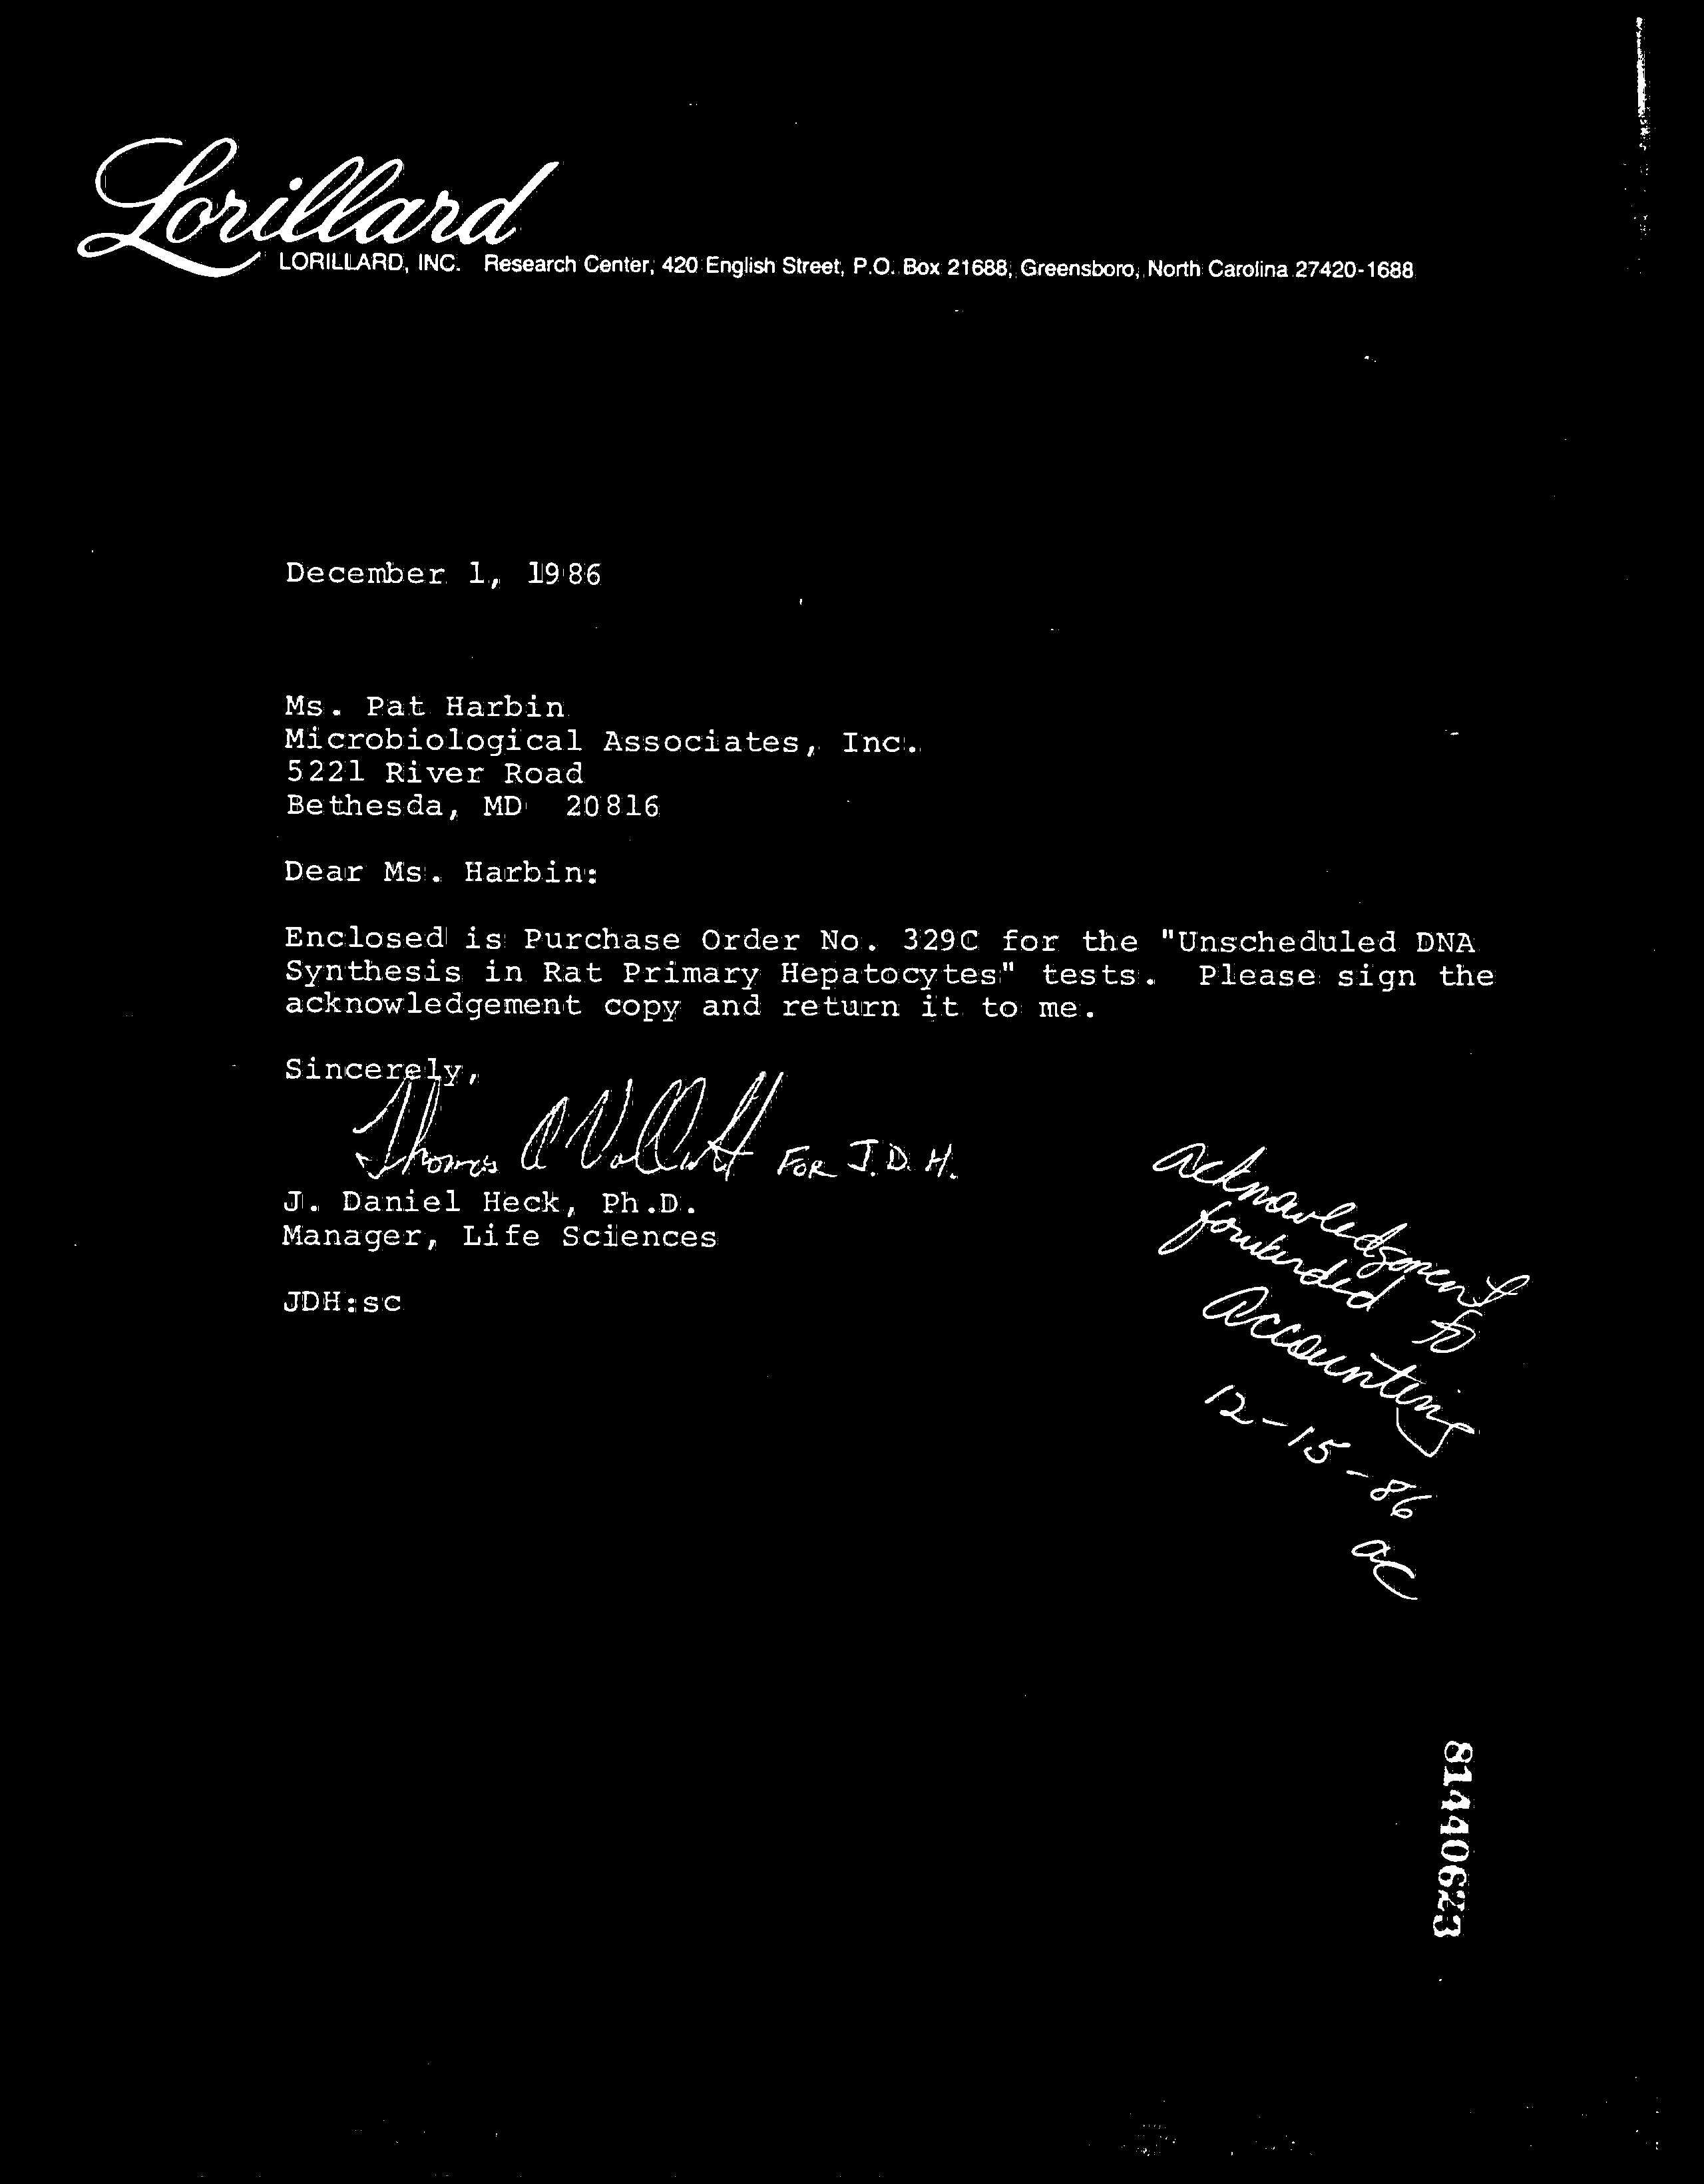 Lorillard
LORILLARD, INC. Research Center, 420 English Street, P.O. Box 21688, Greensboro, North Carolina 27420-1688
December 1, 1986
Ms. Pat Harbin
Microbiological Associates, Inc.
5221 River Road
Bethesda, MD 20816
Dear Ms. Harbin:
Enclosed is Purchase Order No. 329C for the "Unscheduled DNA
Synthesis in Rat Primary Hepatocytes" tests. Please sign the
acknowledgement copy and return it to me.
Sincerely,
Thomas A FOR J.D.H.
J. Daniel Heck, Ph.D.
Manager, Life Sciences
JDH:sc
acknowledgment
forwarded to
accounting
12-15-86
ac
81440623